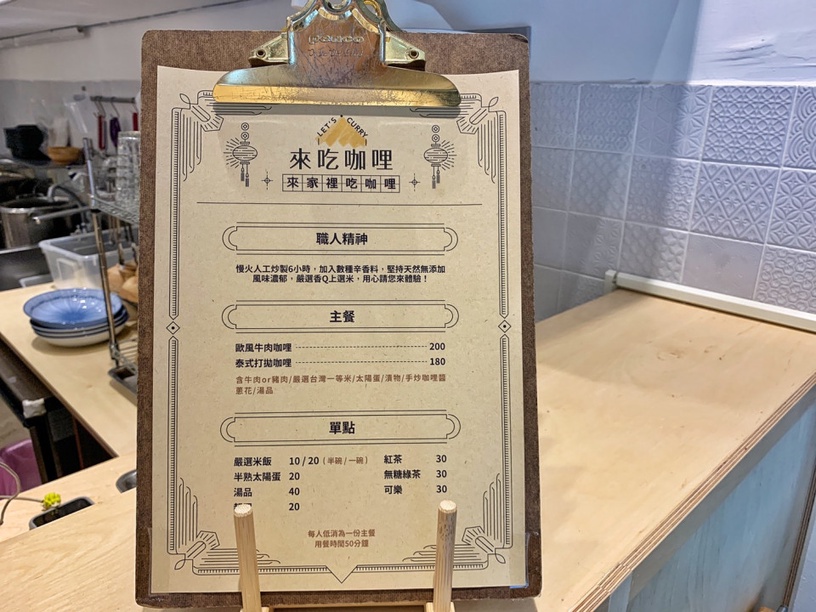 LET'S CURRY
來吃咖哩
來家裡吃咖哩
職人精神
慢火人工炒製6小時，加入數種辛香料，堅持天然無添加
風味濃郁，嚴選香Q上選米，用心請您來體驗！
主餐
歐風牛肉咖哩 200
泰式打拋咖哩 180
含牛肉or豬肉/嚴選台灣一等米/太陽蛋/漬物/手炒咖哩醬
蔥花/湯品
單點
嚴選米飯 10 / 20 (半碗 / 一碗) 紅茶 30
半熟太陽蛋 20 無糖綠茶 30
湯品 40 可樂 30
20
每人低消為一份主餐
用餐時間50分鐘